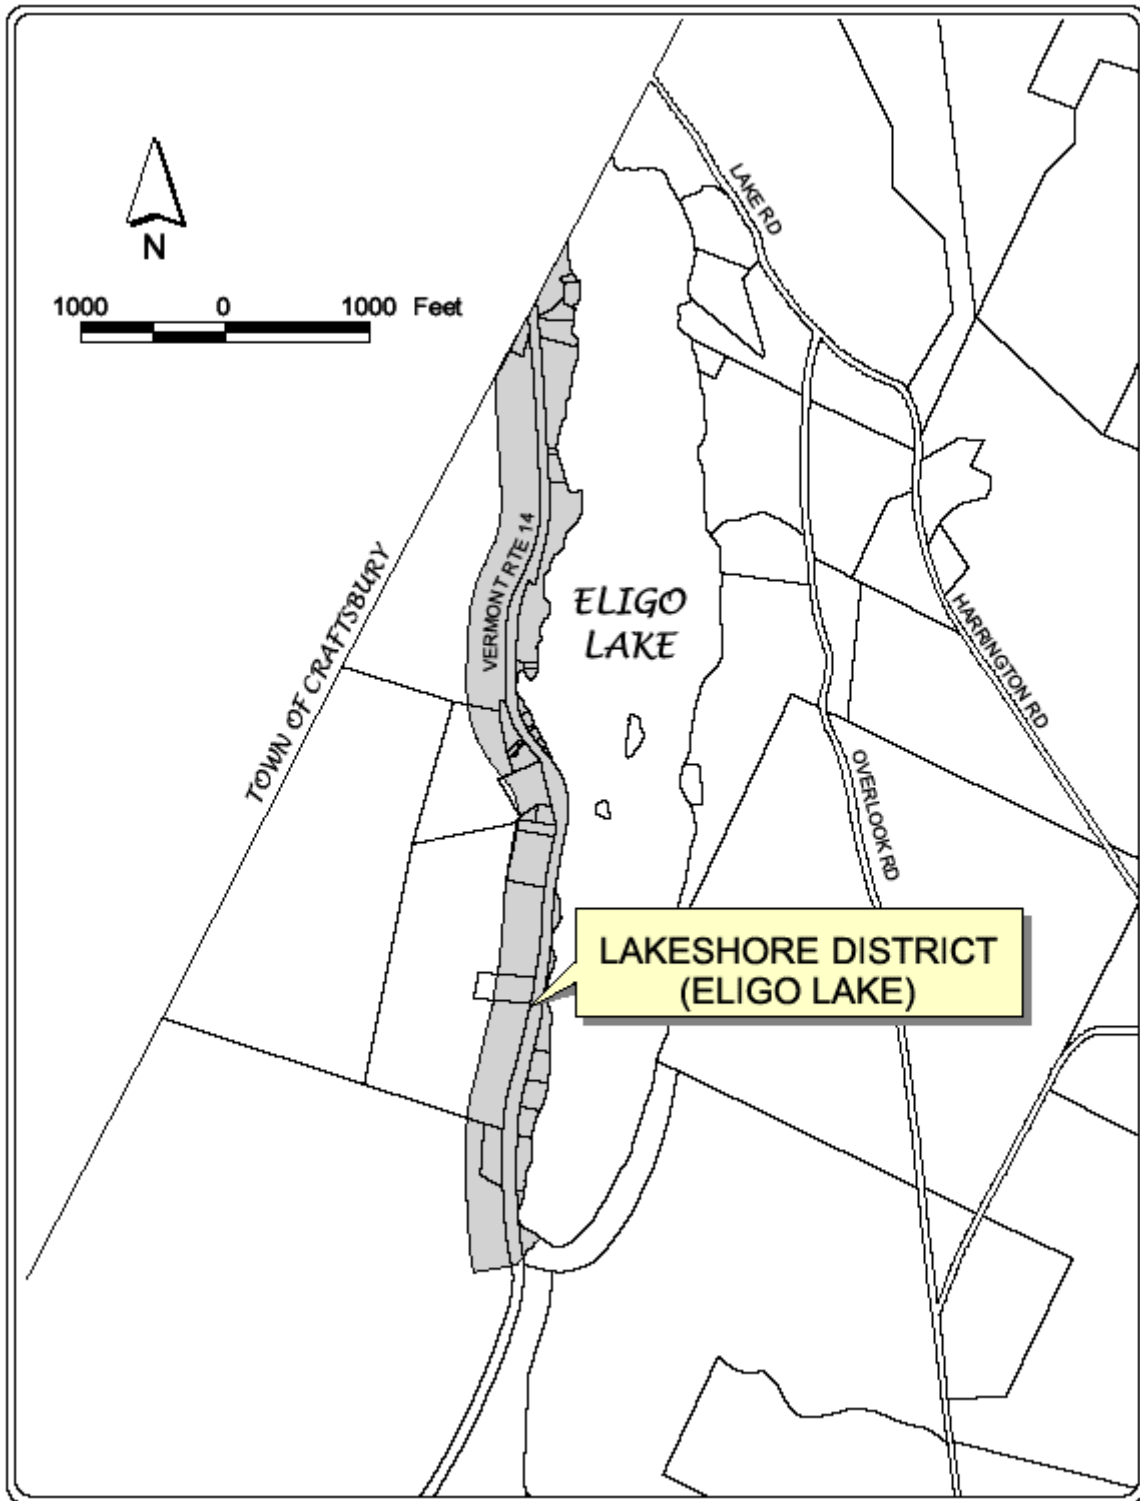 LAKE RD
N
1000 0 1000 Feet
VERMONT RTE 14
TOWN OF CRAFTSBURY
ELIGO
LAKE
HARRINGTON RD
OVERLOOK RD
LAKESHORE DISTRICT
(ELIGO LAKE)